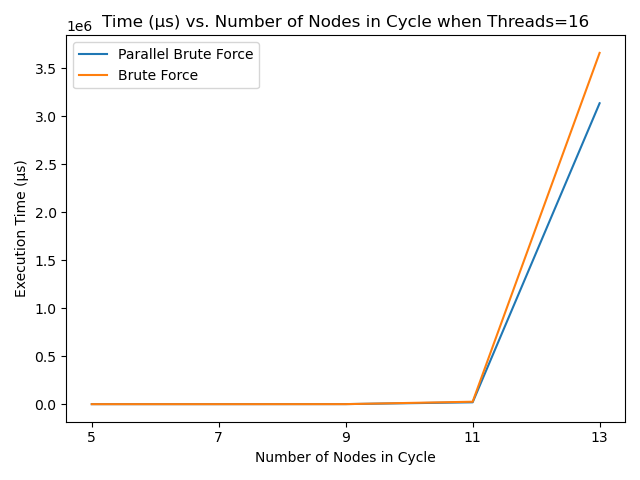 Time (µs) vs. Number of Nodes in Cycle when Threads=16
1e6
Parallel Brute Force
Brute Force
3.5
3.0
2.5
2.0
1.5
1.0
0.5
0.0
Execution Time (µs)
5 7 9 11 13
Number of Nodes in Cycle